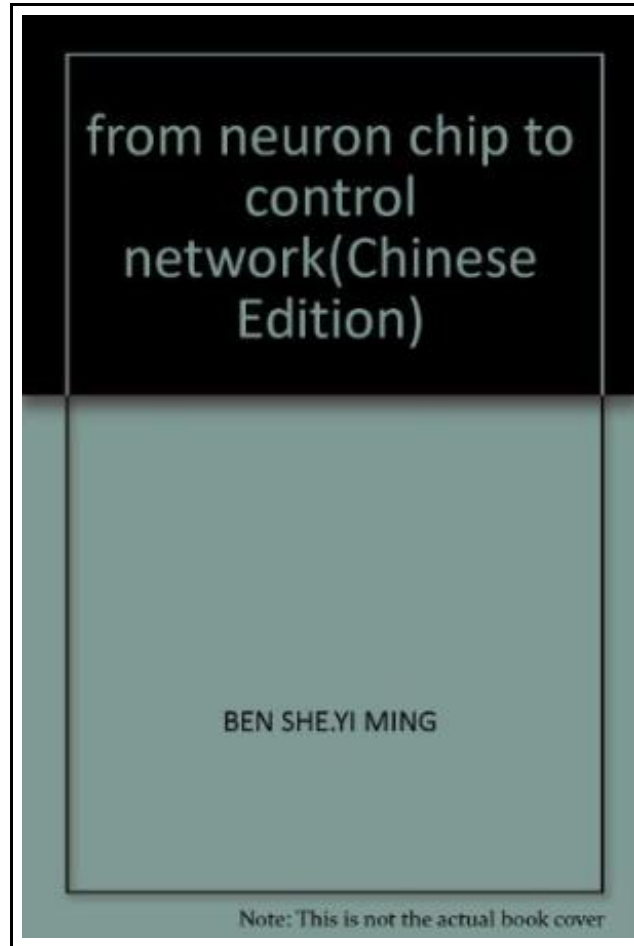 from neuron chip to
control
network(Chinese
Edition)
BEN SHE.YI MING
Note: This is not the actual book cover